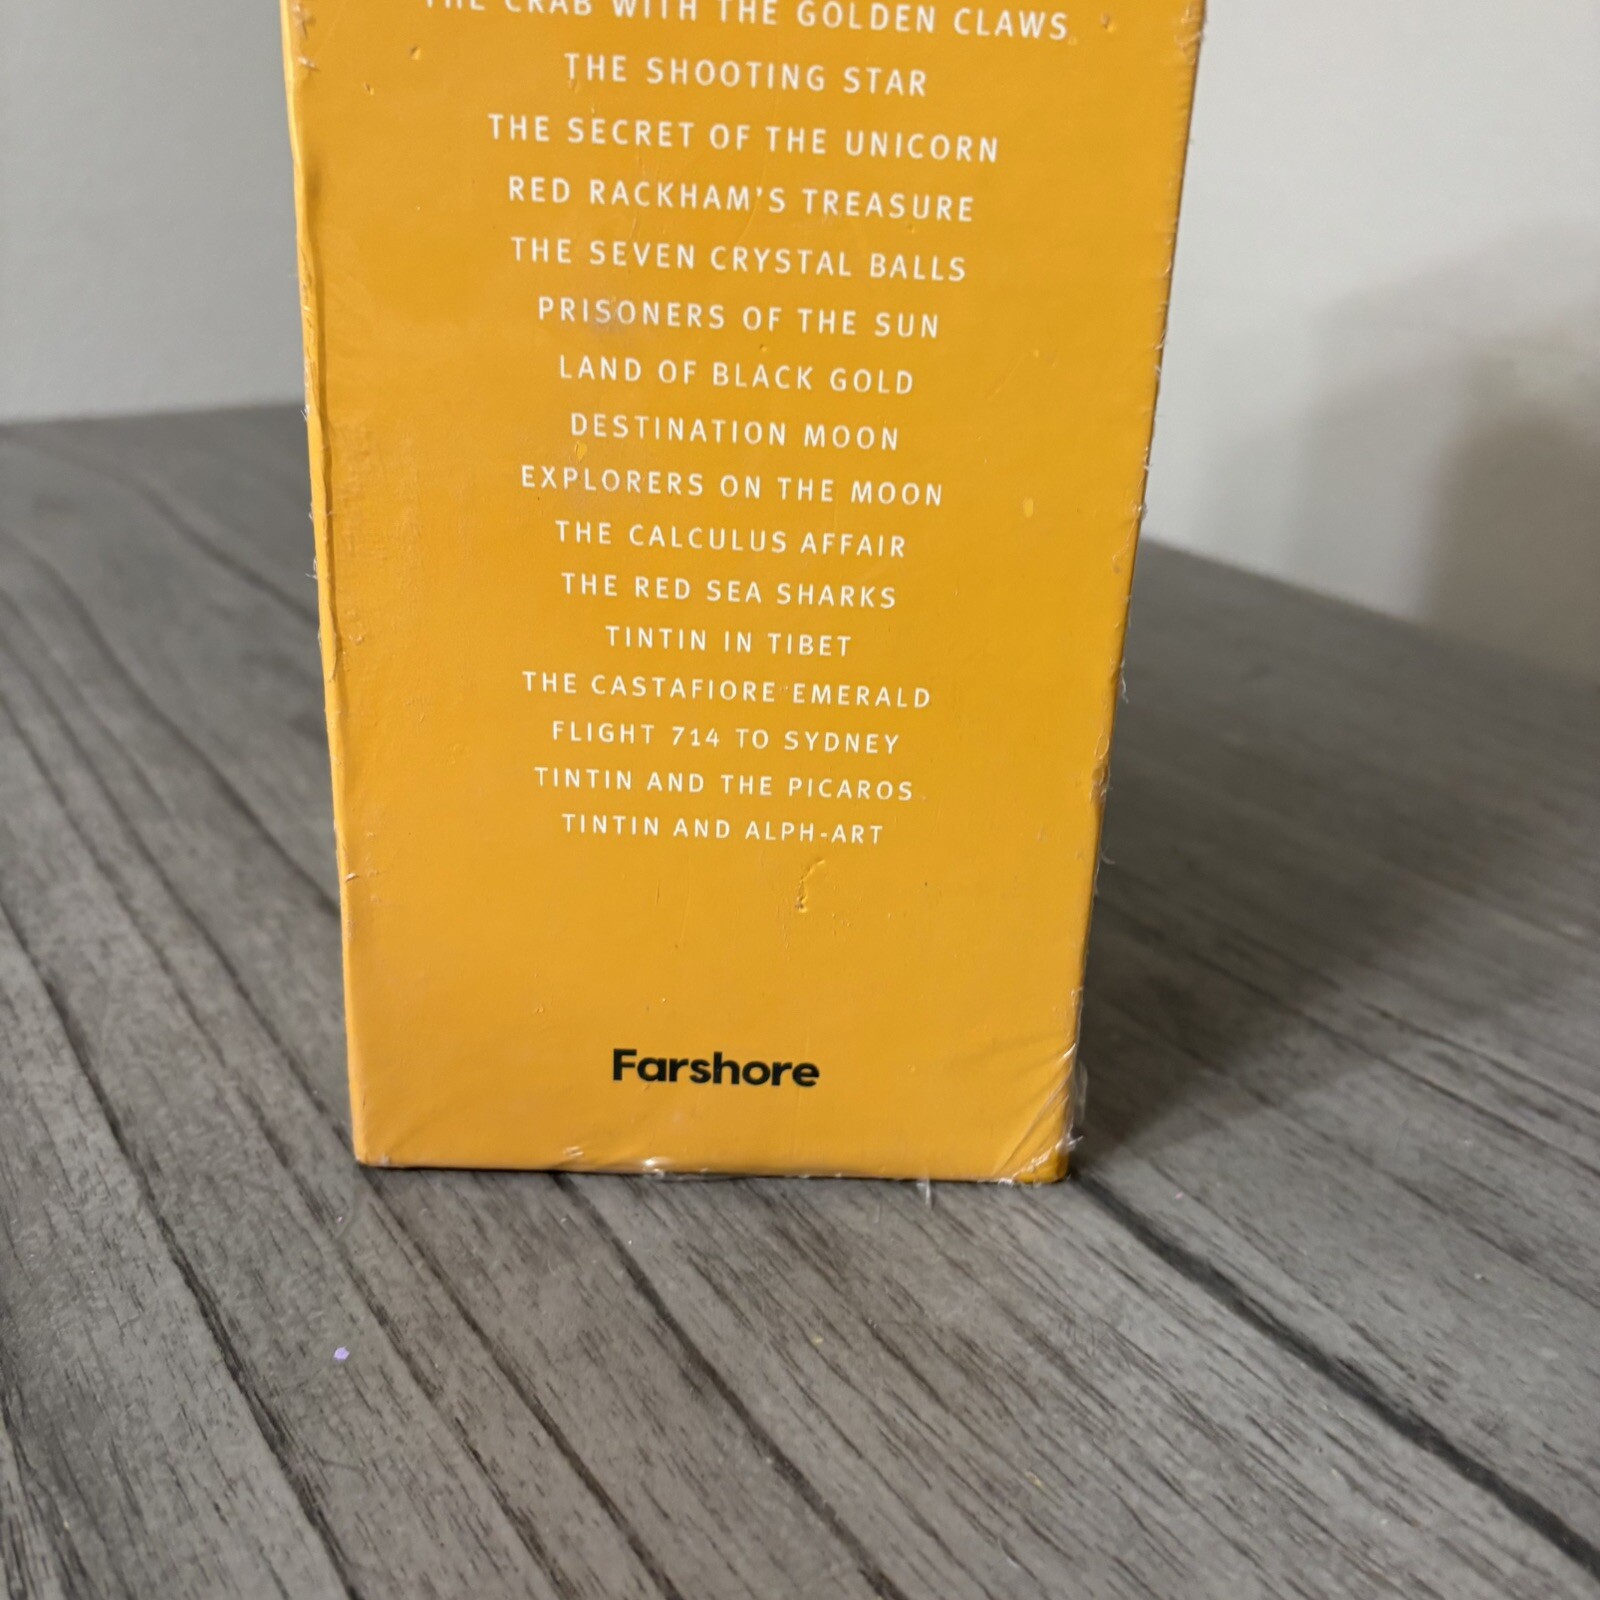 THE CRAB WITH THE GOLDEN CLAWS
THE SHOOTING STAR
THE SECRET OF THE UNICORN
RED RACKHAM'S TREASURE
THE SEVEN CRYSTAL BALLS
PRISONERS OF THE SUN
LAND OF BLACK GOLD
DESTINATION MOON
EXPLORERS ON THE MOON
THE CALCULUS AFFAIR
THE RED SEA SHARKS
TINTIN IN TIBET
THE CASTAFIORE EMERALD
FLIGHT 714 TO SYDNEY
TINTIN AND THE PICAROS
TINTIN AND ALPH-ART
Farshore